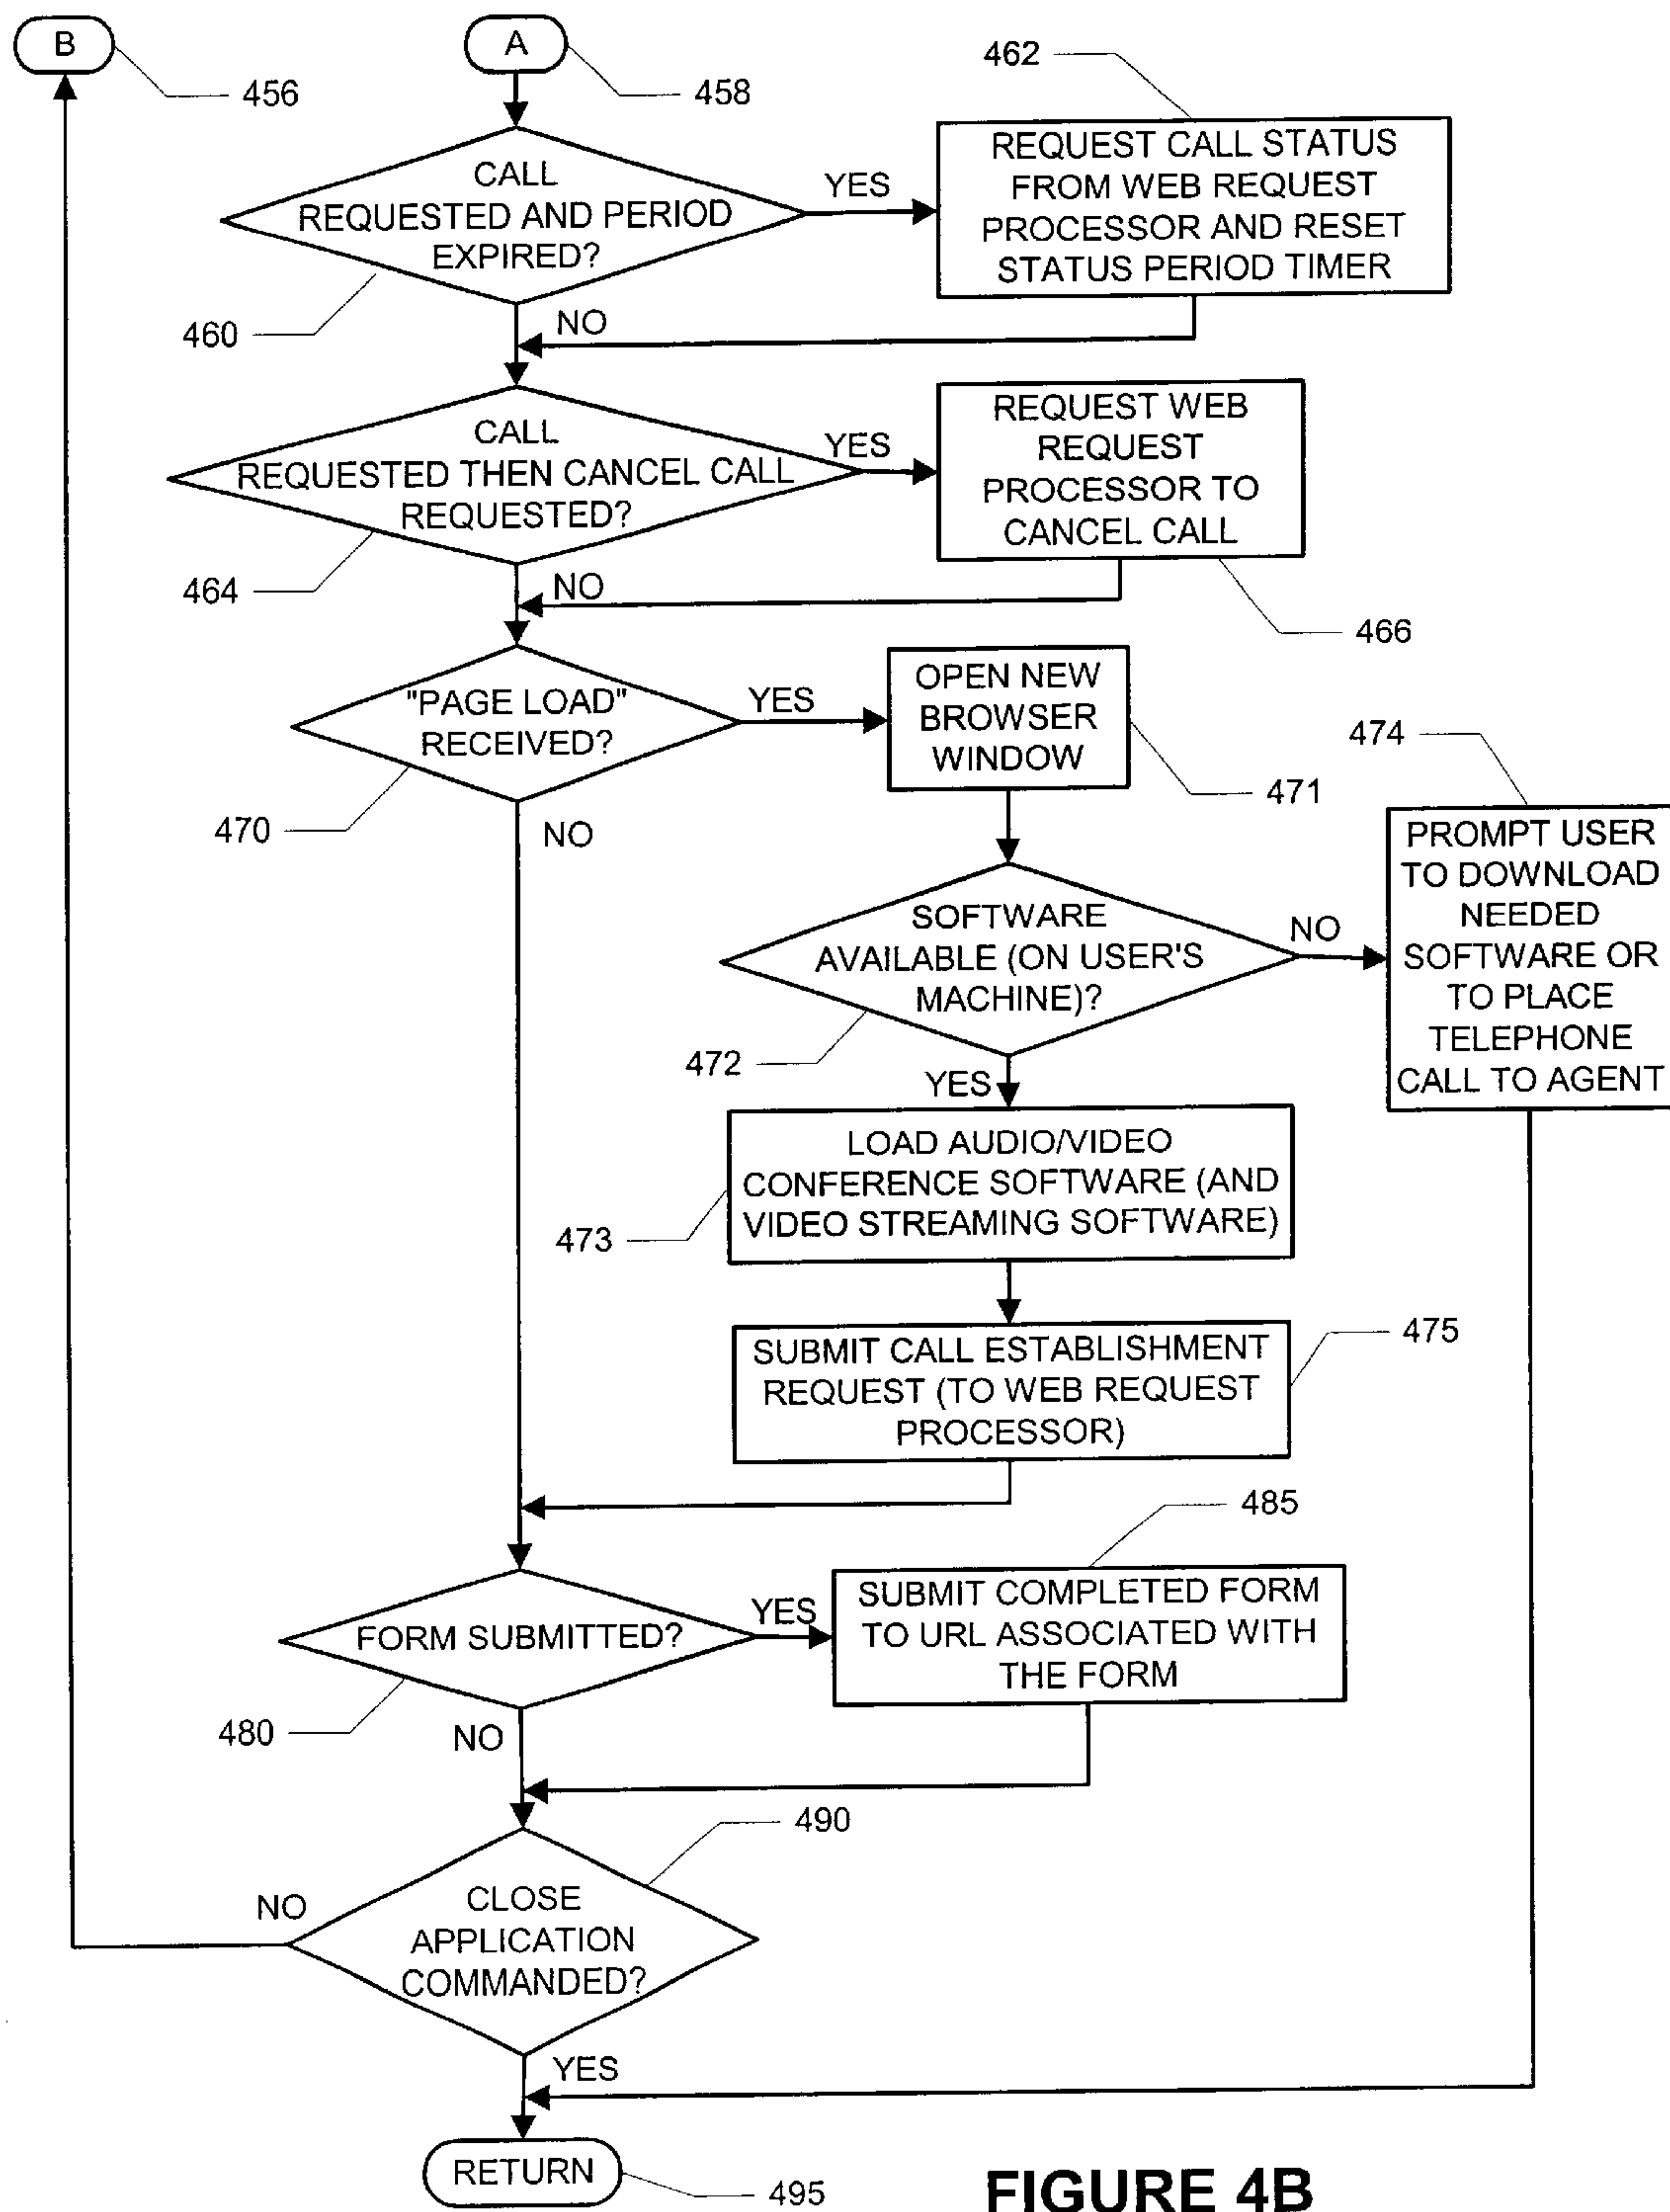 B
456
A
458
462
CALL
REQUESTED AND PERIOD
EXPIRED?
460
YES
REQUEST CALL STATUS
FROM WEB REQUEST
PROCESSOR AND RESET
STATUS PERIOD TIMER
NO
CALL
REQUESTED THEN CANCEL CALL
REQUESTED?
464
YES
REQUEST WEB
REQUEST
PROCESSOR TO
CANCEL CALL
466
NO
"PAGE LOAD"
RECEIVED?
470
YES
OPEN NEW
BROWSER
WINDOW
471
NO
SOFTWARE
AVAILABLE (ON USER'S
MACHINE)?
472
NO
474
PROMPT USER
TO DOWNLOAD
NEEDED
SOFTWARE OR
TO PLACE
TELEPHONE
CALL TO AGENT
YES
LOAD AUDIO/VIDEO
CONFERENCE SOFTWARE (AND
VIDEO STREAMING SOFTWARE)
473
SUBMIT CALL ESTABLISHMENT
REQUEST (TO WEB REQUEST
PROCESSOR)
475
485
FORM SUBMITTED?
480
YES
SUBMIT COMPLETED FORM
TO URL ASSOCIATED WITH
THE FORM
NO
490
CLOSE
APPLICATION
COMMANDED?
NO
YES
RETURN
495
FIGURE 4B